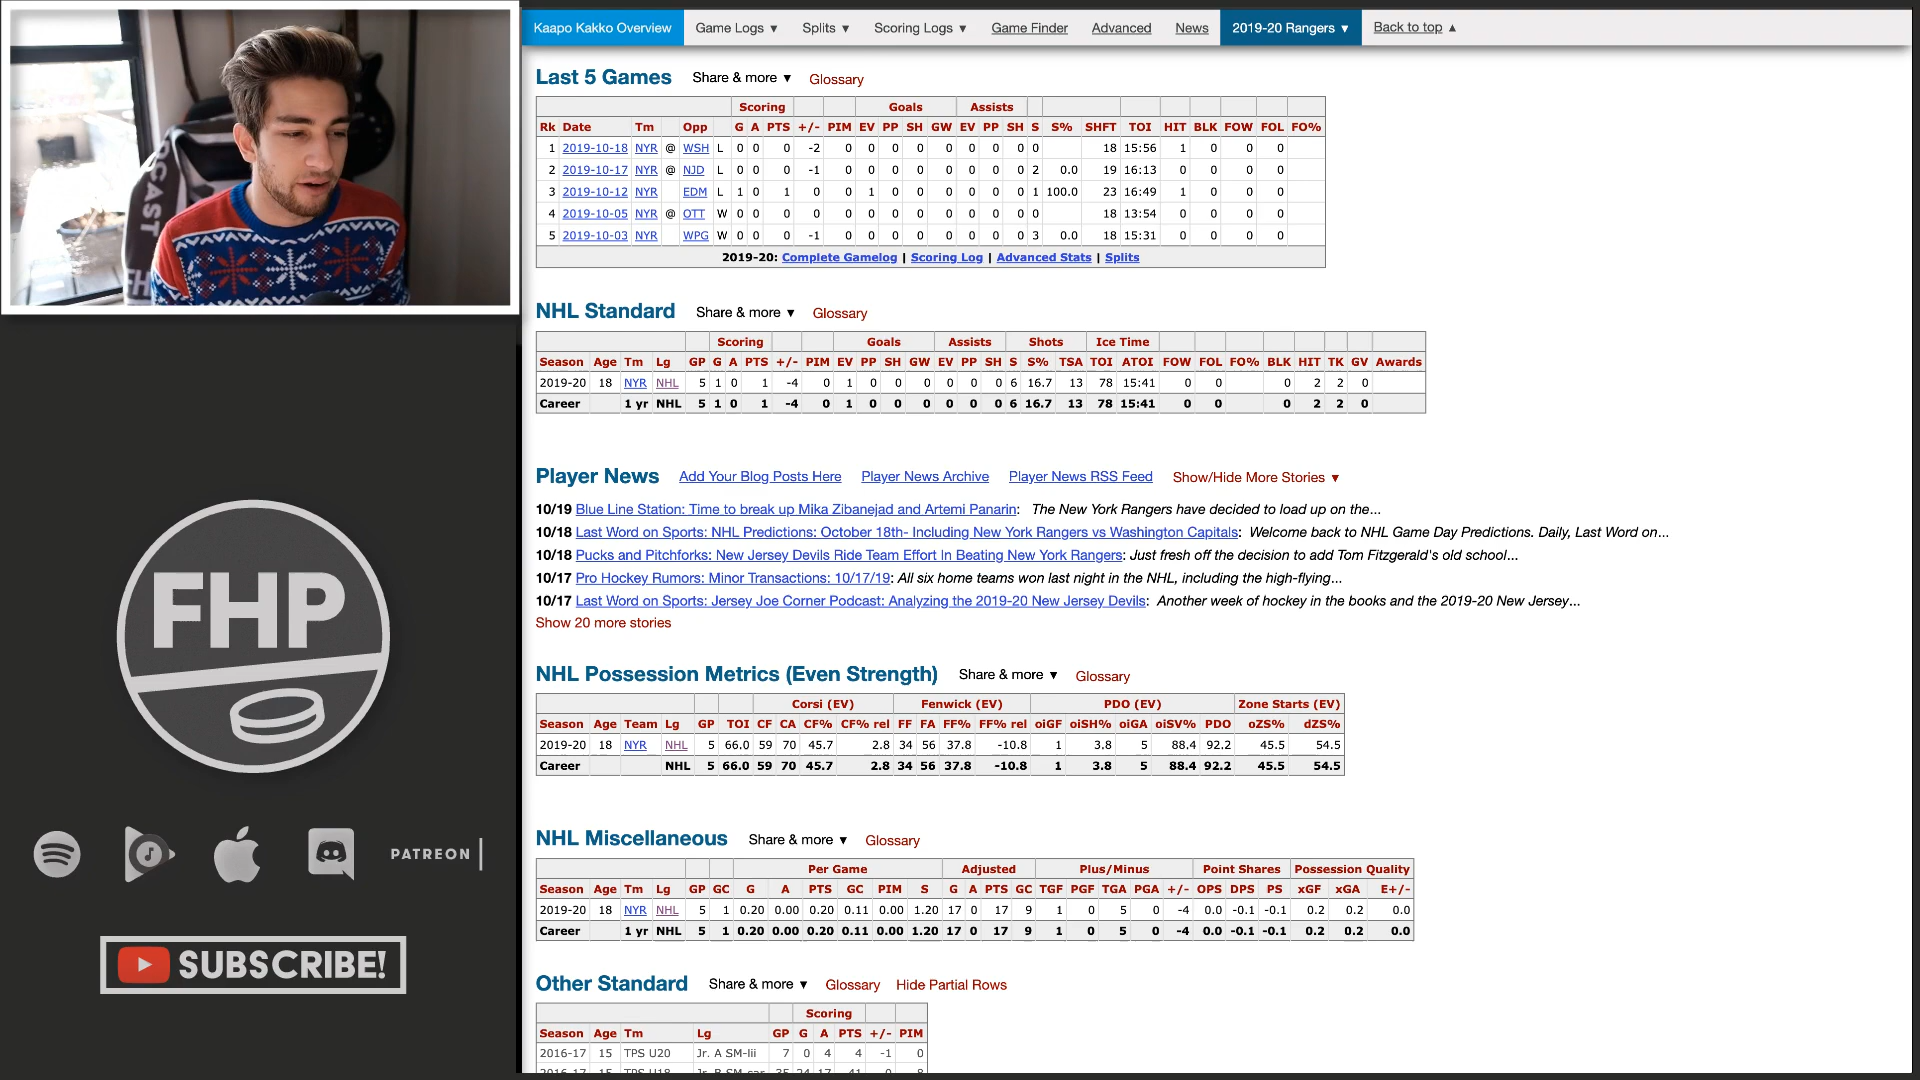 Kaapo Kakko Overview Game Logs ▼ Splits ▼ Scoring Logs ▼ Game Finder Advanced News 2019-20 Rangers ▼ Back to top ▲
Last 5 Games Share & more ▼ Glossary
Scoring Goals Assists
Rk Date Tm Opp G A PTS +/- PIM EV PP SH GW EV PP SH S S% SHFT TOI HIT BLK FOW FOL FO%
1 2019-10-18 NYR @ WSH L 0 0 0 -2 0 0 0 0 0 0 0 0 0 18 15:56 1 0 0 0
2 2019-10-17 NYR @ NJD L 0 0 0 -1 0 0 0 0 0 0 0 0 2 0.0 19 16:13 0 0 0 0
3 2019-10-12 NYR EDM L 1 0 1 0 0 1 0 0 0 0 0 0 1 100.0 23 16:49 1 0 0 0
4 2019-10-05 NYR @ OTT W 0 0 0 0 0 0 0 0 0 0 0 0 0 18 13:54 0 0 0 0
5 2019-10-03 NYR WPG W 0 0 0 -1 0 0 0 0 0 0 0 0 3 0.0 18 15:31 0 0 0 0
2019-20: Complete Gamelog | Scoring Log | Advanced Stats | Splits
NHL Standard Share & more ▼ Glossary
Scoring Goals Assists Shots Ice Time
Season Age Tm Lg GP G A PTS +/- PIM EV PP SH GW EV PP SH S S% TSA TOI ATOI FOW FOL FO% BLK HIT TK GV Awards
2019-20 18 NYR NHL 5 1 0 1 -4 0 1 0 0 0 0 0 0 6 16.7 13 78 15:41 0 0 0 2 2 0
Career 1 yr NHL 5 1 0 1 -4 0 1 0 0 0 0 0 0 6 16.7 13 78 15:41 0 0 0 2 2 0
Player News Add Your Blog Posts Here Player News Archive Player News RSS Feed Show/Hide More Stories ▼
10/19 Blue Line Station: Time to break up Mika Zibanejad and Artemi Panarin: The New York Rangers have decided to load up on the...
10/18 Last Word on Sports: NHL Predictions: October 18th- Including New York Rangers vs Washington Capitals: Welcome back to NHL Game Day Predictions. Daily, Last Word on...
10/18 Pucks and Pitchforks: New Jersey Devils Ride Team Effort In Beating New York Rangers: Just fresh off the decision to add Tom Fitzgerald's old school...
10/17 Pro Hockey Rumors: Minor Transactions: 10/17/19: All six home teams won last night in the NHL, including the high-flying...
10/17 Last Word on Sports: Jersey Joe Corner Podcast: Analyzing the 2019-20 New Jersey Devils: Another week of hockey in the books and the 2019-20 New Jersey...
Show 20 more stories
NHL Possession Metrics (Even Strength) Share & more ▼ Glossary
Corsi (EV) Fenwick (EV) PDO (EV) Zone Starts (EV)
Season Age Team Lg GP TOI CF CA CF% CF% rel FF FA FF% FF% rel oiGF oiSH% oiGA oiSV% PDO oZS% dZS%
2019-20 18 NYR NHL 5 66.0 59 70 45.7 2.8 34 56 37.8 -10.8 1 3.8 5 88.4 92.2 45.5 54.5
Career NHL 5 66.0 59 70 45.7 2.8 34 56 37.8 -10.8 1 3.8 5 88.4 92.2 45.5 54.5
NHL Miscellaneous Share & more ▼ Glossary
Per Game Adjusted Plus/Minus Point Shares Possession Quality
Season Age Tm Lg GP GC G A PTS GC PIM S G A PTS GC TGF PGF TGA PGA +/- OPS DPS PS xGF xGA E+/-
2019-20 18 NYR NHL 5 1 0.20 0.00 0.20 0.11 0.00 1.20 17 0 17 9 1 0 5 0 -4 0.0 -0.1 -0.1 0.2 0.2 0.0
Career 1 yr NHL 5 1 0.20 0.00 0.20 0.11 0.00 1.20 17 0 17 9 1 0 5 0 -4 0.0 -0.1 -0.1 0.2 0.2 0.0
Other Standard Share & more ▼ Glossary Hide Partial Rows
Scoring
Season Age Tm Lg GP G A PTS +/- PIM
2016-17 15 TPS U20 Jr. A SM-lii 7 0 4 4 -1 0
FHP
PATREON
SUBSCRIBE!